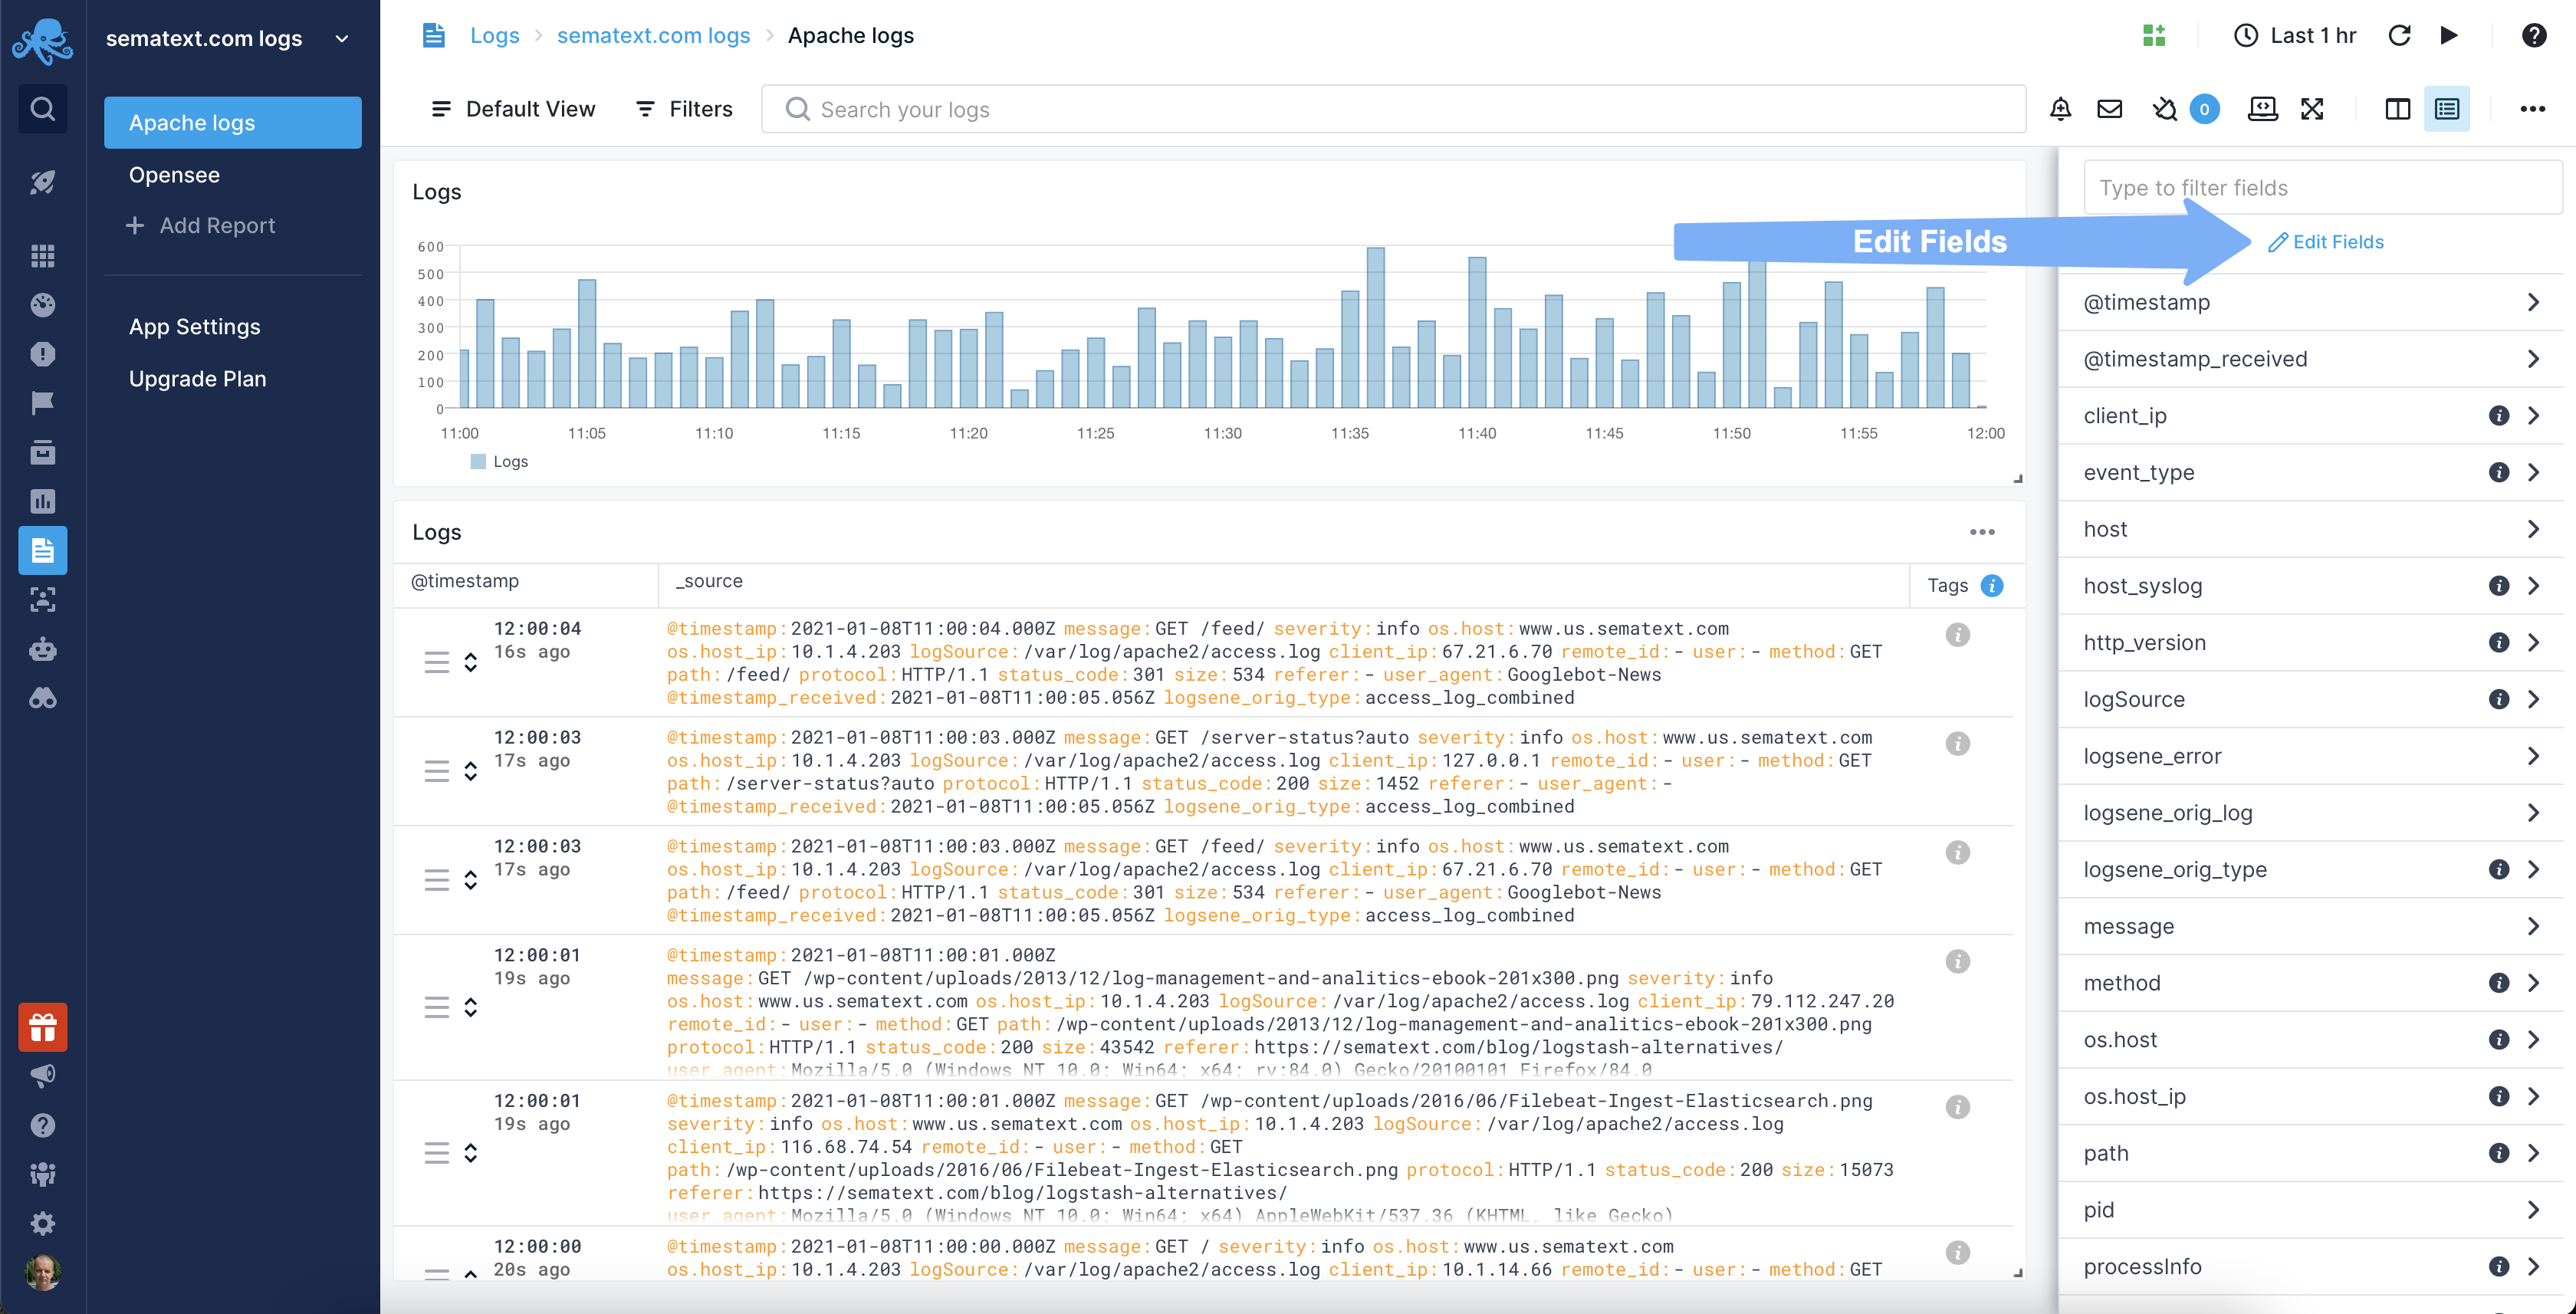 sematext.com logs
Apache logs
Opensee
Add Report
App Settings
Upgrade Plan
Logs > sematext.com logs > Apache logs
Last 1 hr
Default View
Filters
Search your logs
0
Logs
600
500
400
300
200
100
0
11:00 11:05 11:10 11:15 11:20 11:25 11:30 11:35 11:40 11:45 11:50 11:55 12:00
Logs
Logs
@timestamp _source Tags
12:00:04
16s ago
@timestamp:2021-01-08T11:00:04.000Z message:GET /feed/ severity:info os.host:www.us.sematext.com
os.host_ip:10.1.4.203 logSource:/var/log/apache2/access.log client_ip:67.21.6.70 remote_id:- user:- method:GET
path:/feed/ protocol:HTTP/1.1 status_code:301 size:534 referer:- user_agent:Googlebot-News
@timestamp_received:2021-01-08T11:00:05.056Z logsene_orig_type:access_log_combined
12:00:03
17s ago
@timestamp:2021-01-08T11:00:03.000Z message:GET /server-status?auto severity:info os.host:www.us.sematext.com
os.host_ip:10.1.4.203 logSource:/var/log/apache2/access.log client_ip:127.0.0.1 remote_id:- user:- method:GET
path:/server-status?auto protocol:HTTP/1.1 status_code:200 size:1452 referer:- user_agent:-
@timestamp_received:2021-01-08T11:00:05.056Z logsene_orig_type:access_log_combined
12:00:03
17s ago
@timestamp:2021-01-08T11:00:03.000Z message:GET /feed/ severity:info os.host:www.us.sematext.com
os.host_ip:10.1.4.203 logSource:/var/log/apache2/access.log client_ip:67.21.6.70 remote_id:- user:- method:GET
path:/feed/ protocol:HTTP/1.1 status_code:301 size:534 referer:- user_agent:Googlebot-News
@timestamp_received:2021-01-08T11:00:05.056Z logsene_orig_type:access_log_combined
12:00:01
19s ago
@timestamp:2021-01-08T11:00:01.000Z
message:GET /wp-content/uploads/2013/12/log-management-and-analitics-ebook-201x300.png severity:info
os.host:www.us.sematext.com os.host_ip:10.1.4.203 logSource:/var/log/apache2/access.log client_ip:79.112.247.20
remote_id:- user:- method:GET path:/wp-content/uploads/2013/12/log-management-and-analitics-ebook-201x300.png
protocol:HTTP/1.1 status_code:200 size:43542 referer:https://sematext.com/blog/logstash-alternatives/
user_agent:Mozilla/5.0 (Windows NT 10.0; Win64; x64; rv:84.0) Gecko/20100101 Firefox/84.0
12:00:01
19s ago
@timestamp:2021-01-08T11:00:01.000Z message:GET /wp-content/uploads/2016/06/Filebeat-Ingest-Elasticsearch.png
severity:info os.host:www.us.sematext.com os.host_ip:10.1.4.203 logSource:/var/log/apache2/access.log
client_ip:116.68.74.54 remote_id:- user:- method:GET
path:/wp-content/uploads/2016/06/Filebeat-Ingest-Elasticsearch.png protocol:HTTP/1.1 status_code:200 size:15073
referer:https://sematext.com/blog/logstash-alternatives/
user_agent:Mozilla/5.0 (Windows NT 10.0; Win64; x64) AppleWebKit/537.36 (KHTML, like Gecko)
12:00:00
20s ago
@timestamp:2021-01-08T11:00:00.000Z message:GET / severity:info os.host:www.us.sematext.com
os.host_ip:10.1.4.203 logSource:/var/log/apache2/access.log client_ip:10.1.14.66 remote_id:- user:- method:GET
Type to filter fields
Edit Fields
Edit Fields
@timestamp
@timestamp_received
client_ip
event_type
host
host_syslog
http_version
logSource
logsene_error
logsene_orig_log
logsene_orig_type
message
method
os.host
os.host_ip
path
pid
processInfo